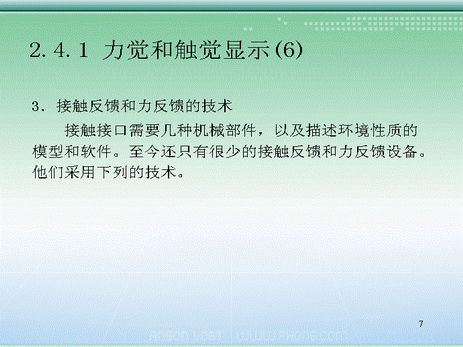 2.4.1 力觉和触觉显示(6)
3．接触反馈和力反馈的技术
接触接口需要几种机械部件，以及描述环境性质的
模型和软件。至今还只有很少的接触反馈和力反馈设备。
他们采用下列的技术。
7